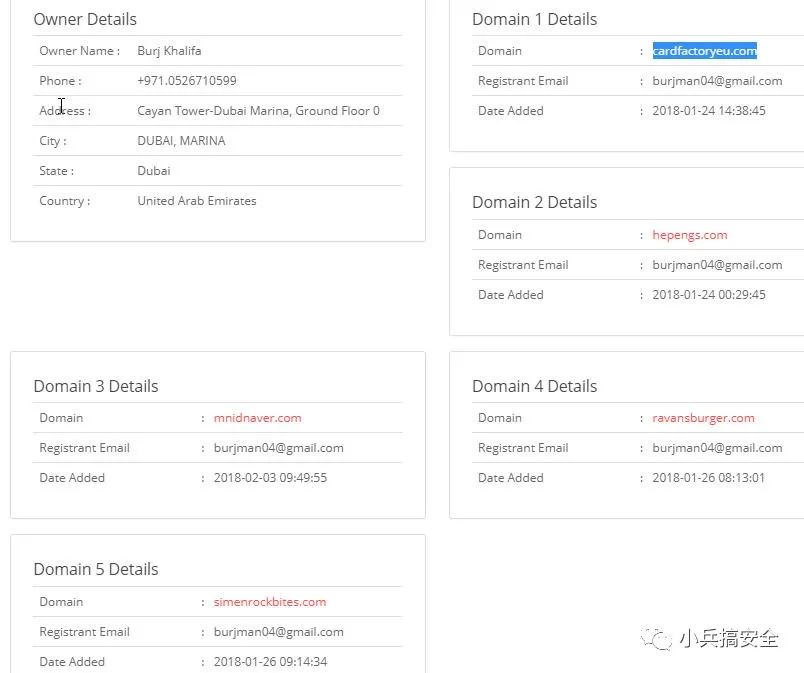 Owner Details
Owner Name : Burj Khalifa
Phone : +971.0526710599
Address : Cayan Tower-Dubai Marina, Ground Floor 0
City : DUBAI, MARINA
State : Dubai
Country : United Arab Emirates
Domain 1 Details
Domain : cardfactoryeu.com
Registrant Email : burjman04@gmail.com
Date Added : 2018-01-24 14:38:45
Domain 2 Details
Domain : hepengs.com
Registrant Email : burjman04@gmail.com
Date Added : 2018-01-24 00:29:45
Domain 3 Details
Domain : mnidnaver.com
Registrant Email : burjman04@gmail.com
Date Added : 2018-02-03 09:49:55
Domain 4 Details
Domain : ravansburger.com
Registrant Email : burjman04@gmail.com
Date Added : 2018-01-26 08:13:01
Domain 5 Details
Domain : simenrockbites.com
Registrant Email : burjman04@gmail.com
Date Added : 2018-01-26 09:14:34
小兵搞安全